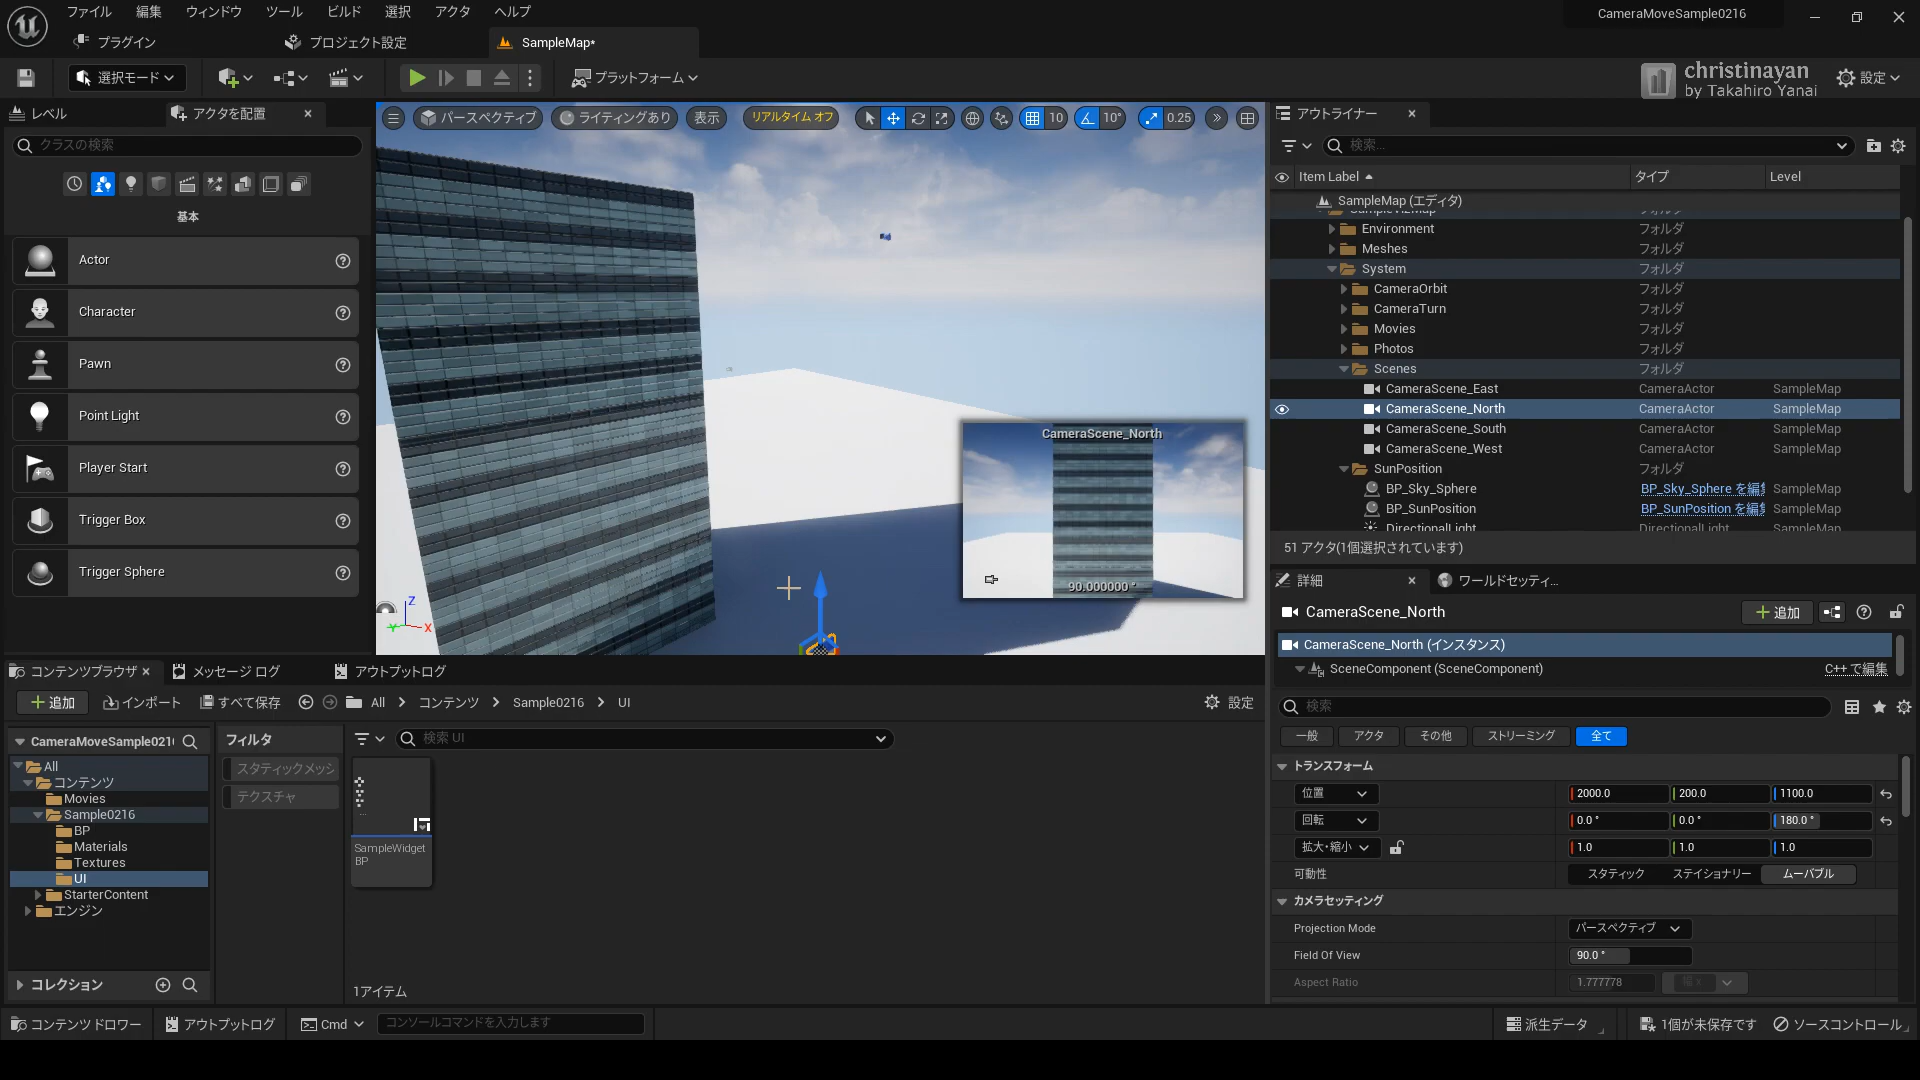 ファイル 編集 ウィンドウ ツール ビルド 選択 アクタ ヘルプ
CameraMoveSample0216
プラグイン プロジェクト設定 SampleMap*
選択モード プラットフォーム
christinayan
by Takahiro Yanai
設定
レベル アクタを配置
クラスの検索
基本
Actor
Character
Pawn
Point Light
Player Start
Trigger Box
Trigger Sphere
パースペクティブ ライティングあり 表示 リアルタイム オフ 10 10° 0.25
CameraScene_North
90.000000 °
Z
Y X
アウトライナー
検索...
Item Label タイプ Level
SampleMap (エディタ)
SampleVizMap フォルダ
Environment フォルダ
Meshes フォルダ
System フォルダ
CameraOrbit フォルダ
CameraTurn フォルダ
Movies フォルダ
Photos フォルダ
Scenes フォルダ
CameraScene_East CameraActor SampleMap
CameraScene_North CameraActor SampleMap
CameraScene_South CameraActor SampleMap
CameraScene_West CameraActor SampleMap
SunPosition フォルダ
BP_Sky_Sphere BP_Sky_Sphere を編集 SampleMap
BP_SunPosition BP_SunPosition を編集 SampleMap
DirectionalLight DirectionalLight SampleMap
51 アクタ(1個選択されています)
詳細 ワールドセッティ...
CameraScene_North
追加
CameraScene_North (インスタンス)
SceneComponent (SceneComponent) C++ で編集
検索
一般 アクタ その他 ストリーミング 全て
トランスフォーム
位置 2000.0 200.0 1100.0
回転 0.0 ° 0.0 ° 180.0 °
拡大・縮小 1.0 1.0 1.0
可動性 スタティック ステイショナリー ムーバブル
カメラセッティング
Projection Mode パースペクティブ
Field Of View 90.0 °
Aspect Ratio 1.777778
コンテンツブラウザ メッセージ ログ アウトプットログ
追加 インポート すべて保存 All コンテンツ Sample0216 UI 設定
CameraMoveSample021
All
コンテンツ
Movies
Sample0216
BP
Materials
Textures
UI
StarterContent
エンジン
コレクション
フィルタ
スタティックメッシ
テクスチャ
検索 UI
SampleWidget
BP
1アイテム
コンテンツ ドロワー アウトプットログ Cmd コンソールコマンドを入力します
派生データ 1個が未保存です ソースコントロール